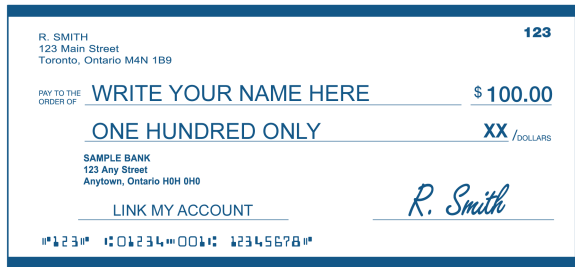 R. SMITH 123
123 Main Street
Toronto, Ontario M4N 1B9
PAY TO THE
ORDER OF WRITE YOUR NAME HERE $ 100.00
ONE HUNDRED ONLY XX /DOLLARS
SAMPLE BANK
123 Any Street
Anytown, Ontario H0H 0H0
LINK MY ACCOUNT R. Smith
⑈123⑈ ⑆01234⑉001⑆ 12345678⑈